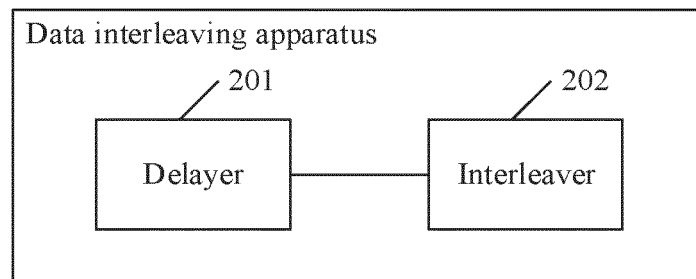 Data interleaving apparatus
201
202
Delayer
Interleaver